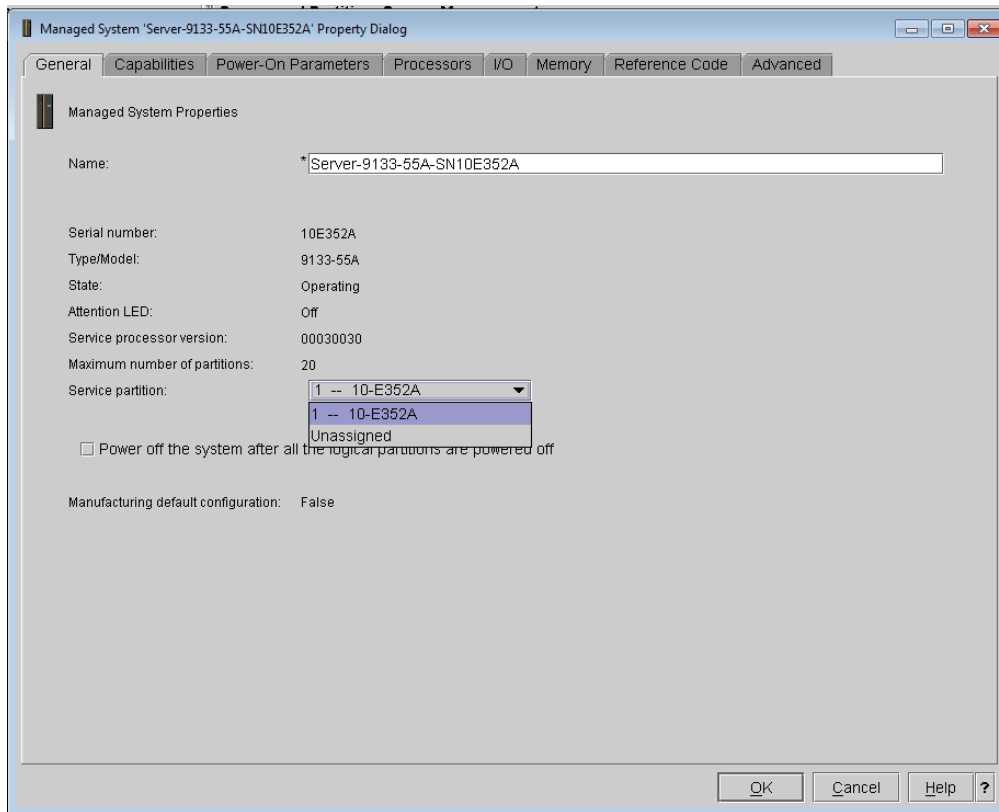 Managed System 'Server-9133-55A-SN10E352A' Property Dialog
General Capabilities Power-On Parameters Processors I/O Memory Reference Code Advanced
Managed System Properties
Name: *Server-9133-55A-SN10E352A
Serial number: 10E352A
Type/Model: 9133-55A
State: Operating
Attention LED: Off
Service processor version: 00030030
Maximum number of partitions: 20
Service partition: 1 -- 10-E352A
1 -- 10-E352A
Unassigned
Power off the system after all the logical partitions are powered off
Manufacturing default configuration: False
OK Cancel Help ?